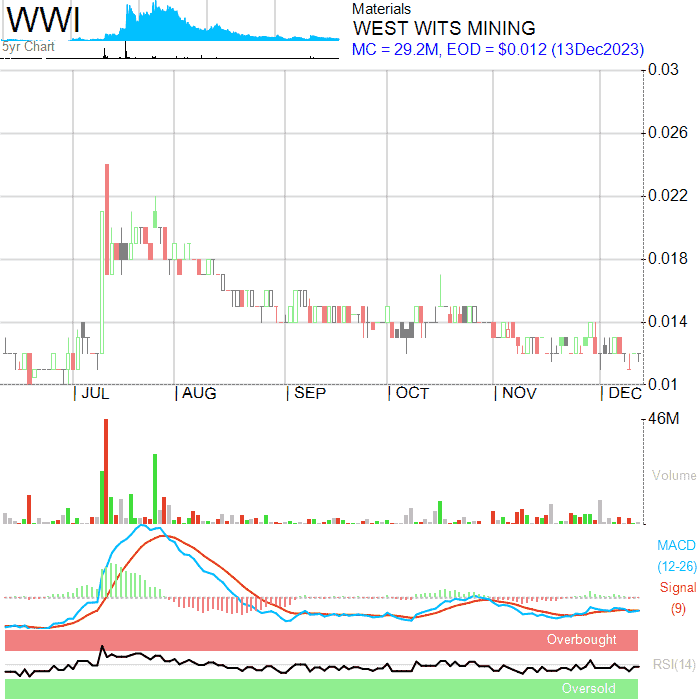 WWI
5yr Chart
Materials
WEST WITS MINING
MC = 29.2M, EOD = $0.012 (13Dec2023)
0.03
0.026
0.022
0.018
0.014
0.01
JUL AUG SEP OCT NOV DEC
46M
Volume
MACD
(12-26)
Signal
(9)
Overbought
RSI(14)
Oversold